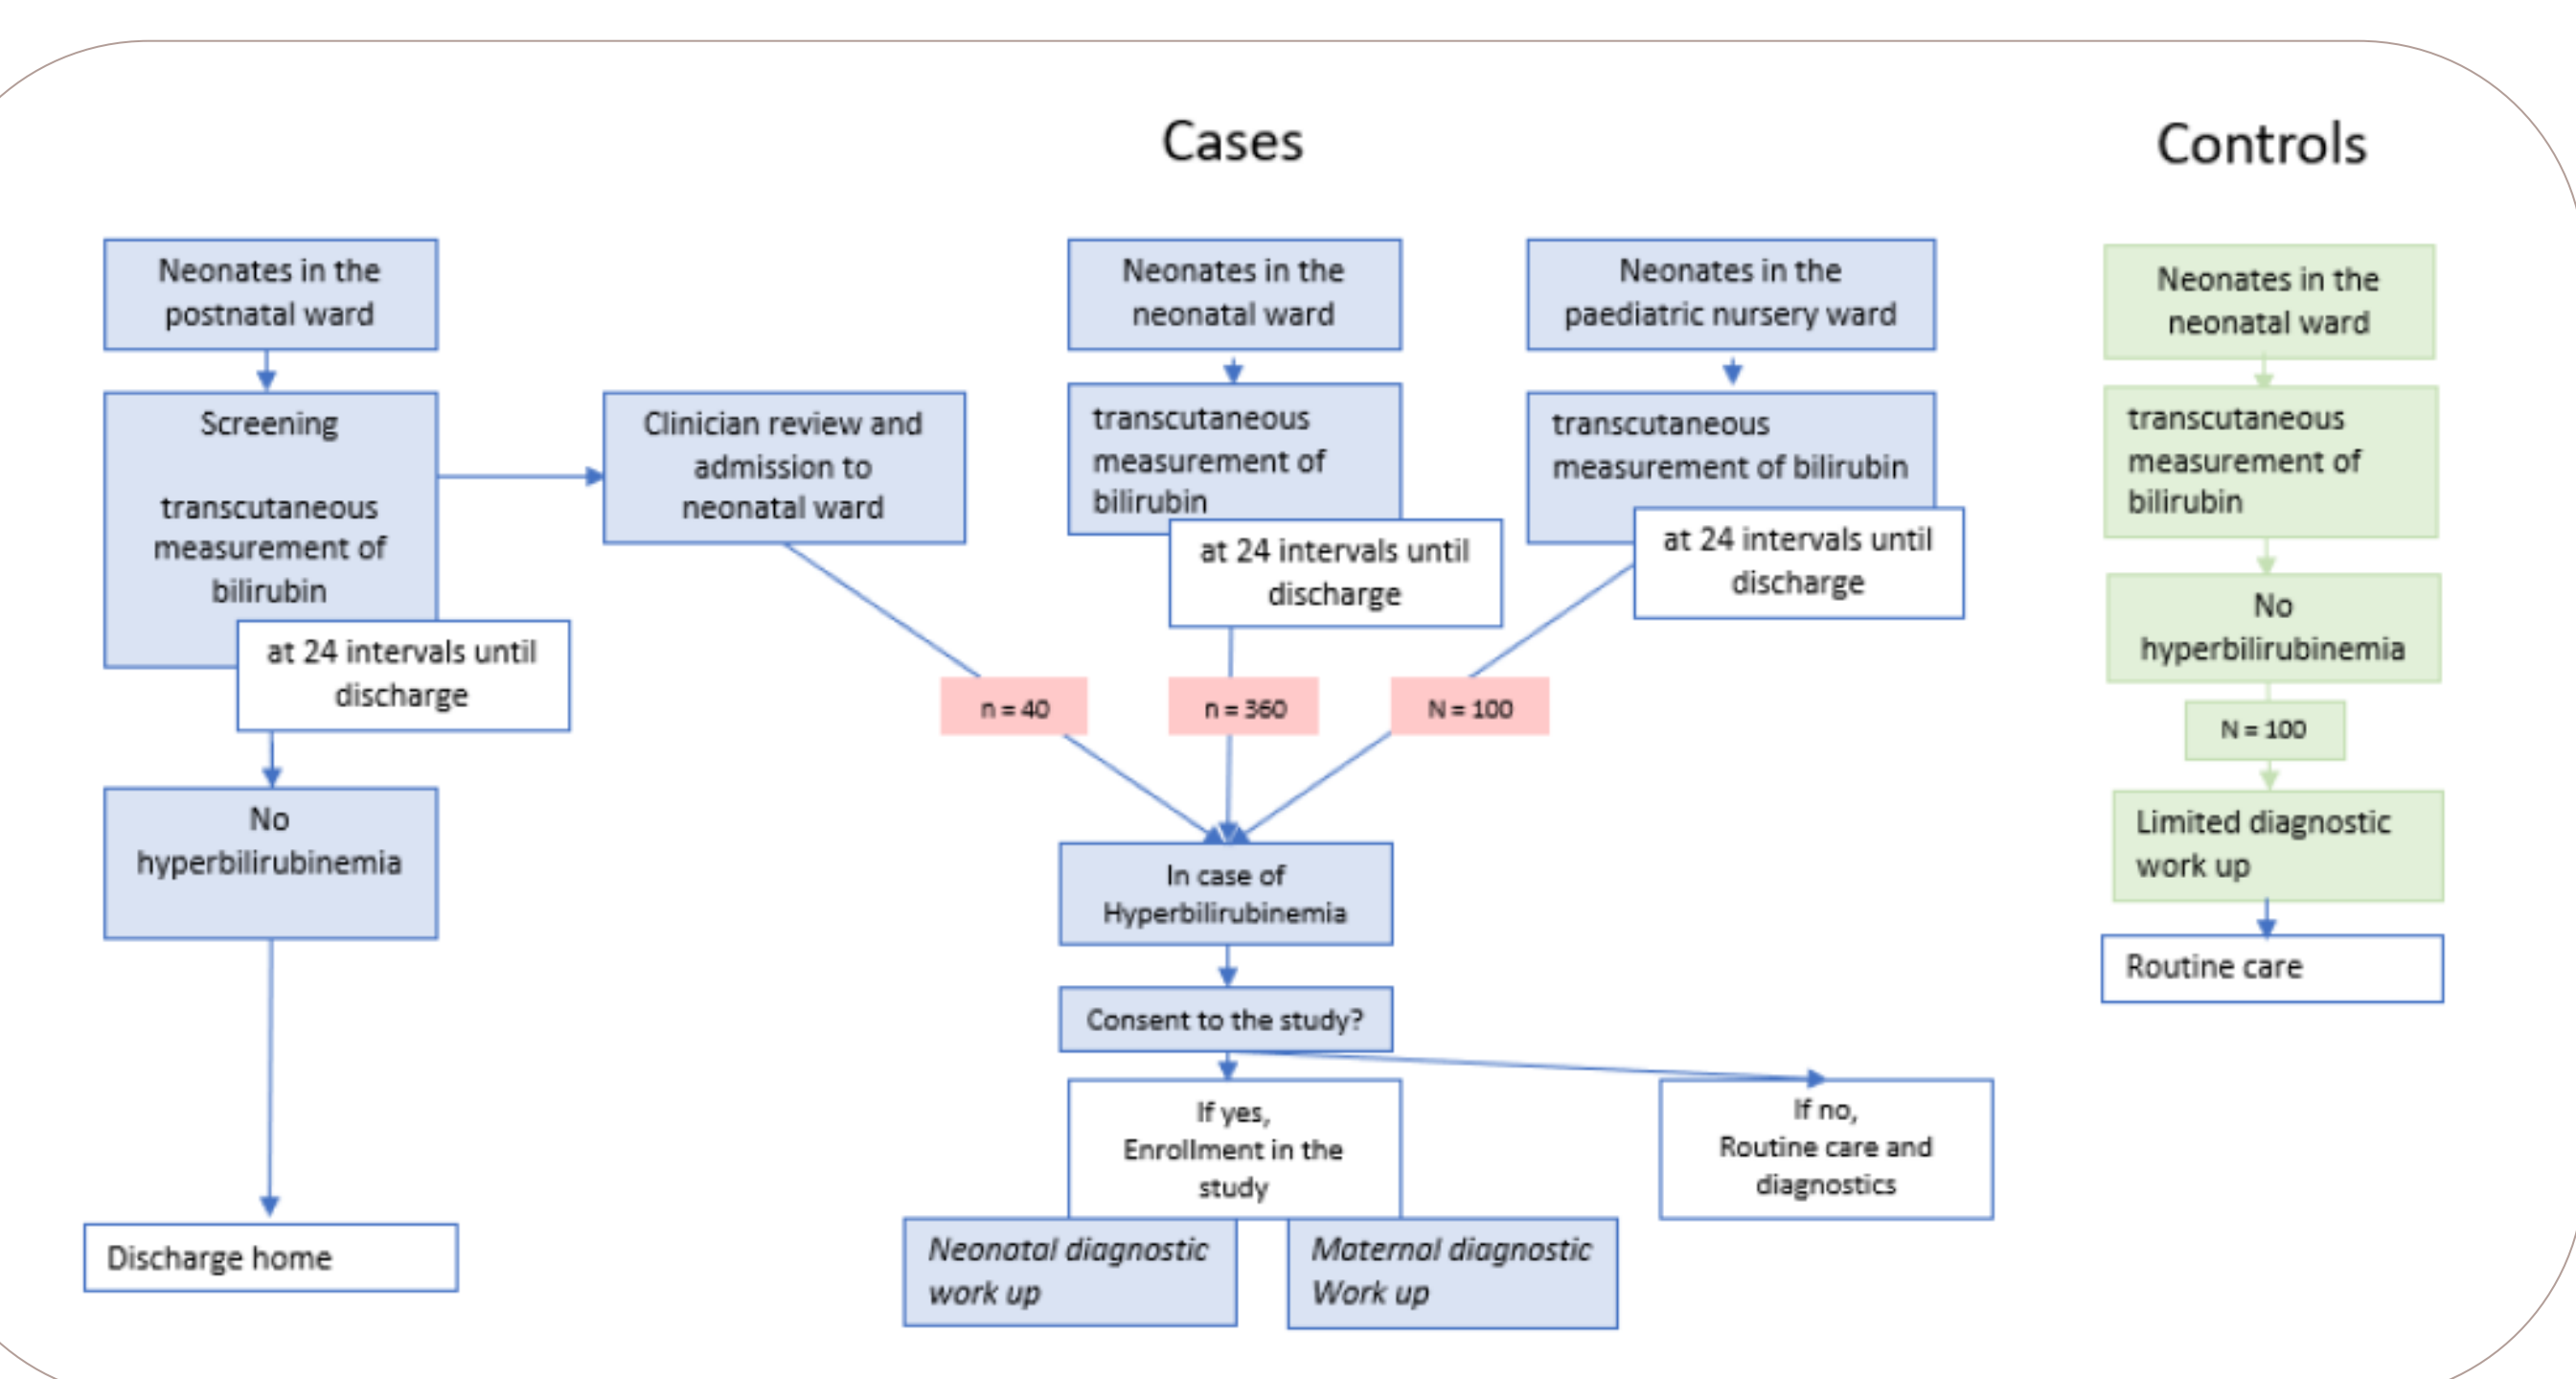 Cases
Controls
Neonates in the
postnatal ward
Screening
transcutaneous
measurement of
bilirubin
at 24 intervals until
discharge
No
hyperbilirubinemia
Discharge home
Clinician review and
admission to
neonatal ward
Neonates in the
neonatal ward
transcutaneous
measurement of
bilirubin
at 24 intervals until
discharge
Neonates in the
paediatric nursery ward
transcutaneous
measurement of bilirubin
at 24 intervals until
discharge
n = 40
n = 360
N = 100
In case of
Hyperbilirubinemia
Consent to the study?
If yes,
Enrollment in the
study
If no,
Routine care and
diagnostics
Neonatal diagnostic
work up
Maternal diagnostic
Work up
Neonates in the
neonatal ward
transcutaneous
measurement of
bilirubin
No
hyperbilirubinemia
N = 100
Limited diagnostic
work up
Routine care